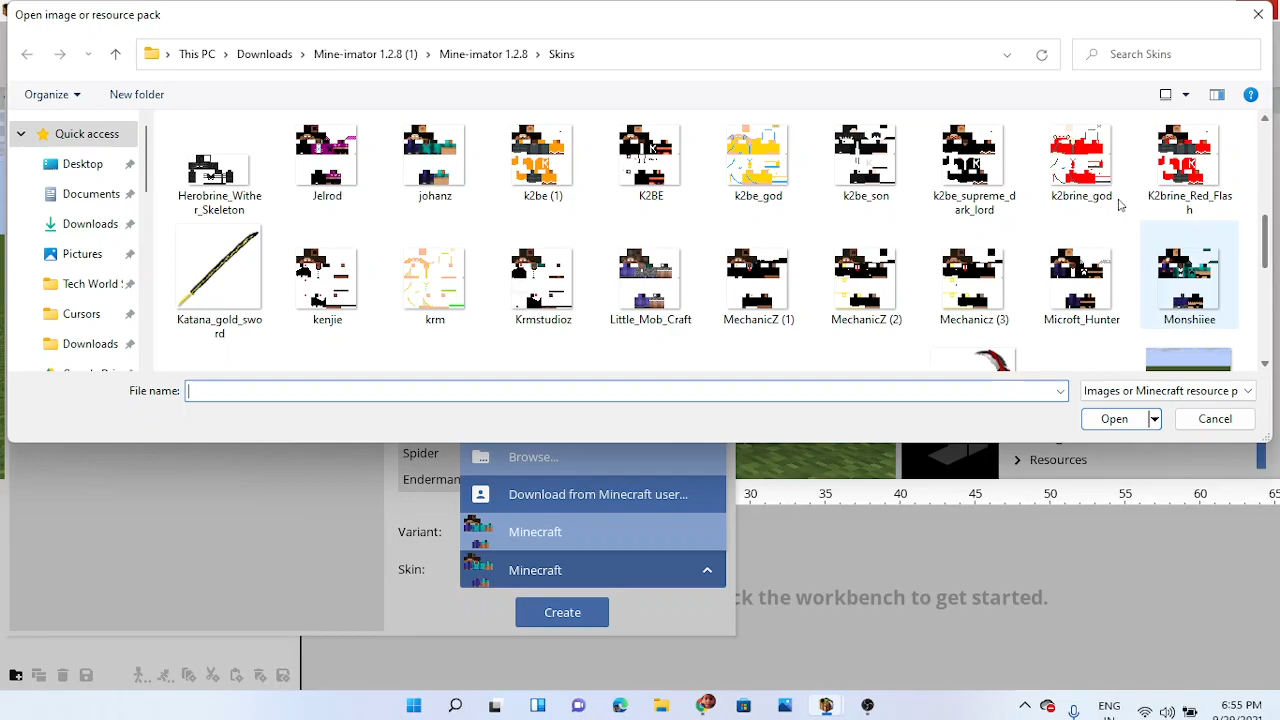 Open image or resource pack
This PC
Downloads
Mine-imator 1.2.8 (1)
Mine-imator 1.2.8
Skins
Search Skins
Organize
New folder
Quick access
Desktop
Documents
Downloads
Pictures
Tech World
Cursors
Downloads
Herobrine_Withe
r_Skeleton
Jelrod
johanz
k2be (1)
K2BE
k2be_god
k2be_son
k2be_supreme_d
ark_lord
k2brine_god
K2brine_Red_Flas
h
Katana_gold_swo
rd
kenjie
krm
Krmstudioz
Little_Mob_Craft
MechanicZ (1)
MechanicZ (2)
Mechanicz (3)
Microft_Hunter
Monshiiee
File name:
Images or Minecraft resource p
Open
Cancel
Spider
Enderman
Browse...
Download from Minecraft user...
Variant:
Minecraft
Skin:
Minecraft
Create
Resources
30 35 40 45 50 55 60 65
ck the workbench to get started.
ENG
IN
6:55 PM